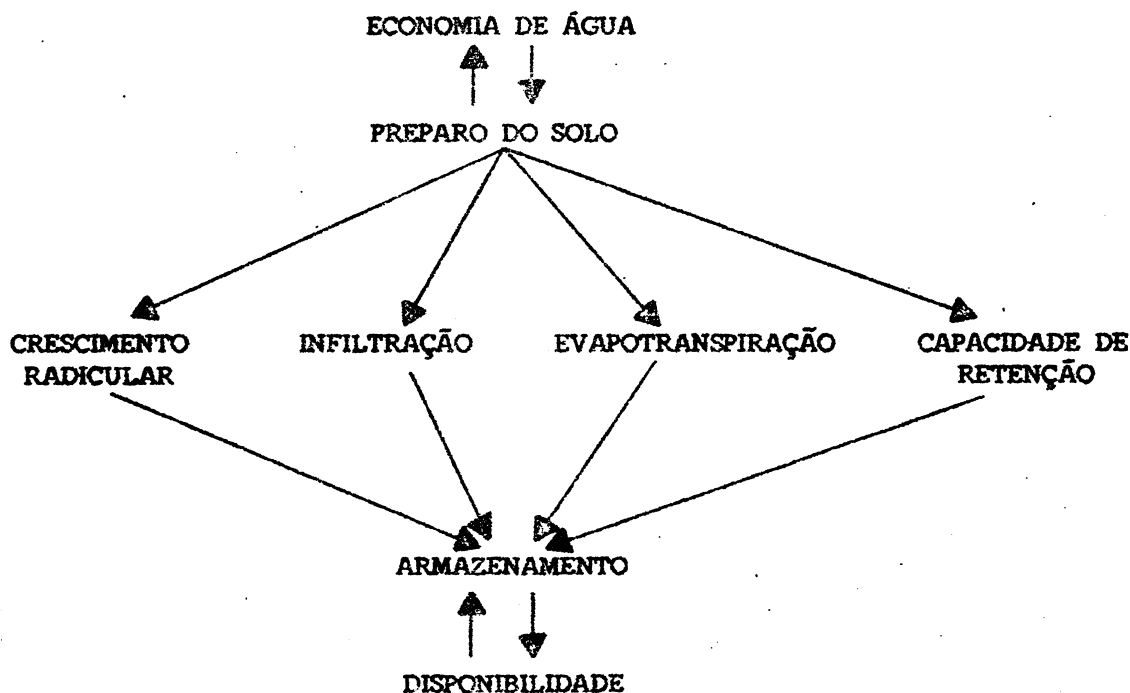 ECONOMIA DE ÁGUA
PREPARO DO SOLO
CRESCIMENTO
RADICULAR
INFILTRAÇÃO
EVAPOTRANSPIRAÇÃO
CAPACIDADE DE
RETENÇÃO
ARMAZENAMENTO
DISPONIBILIDADE